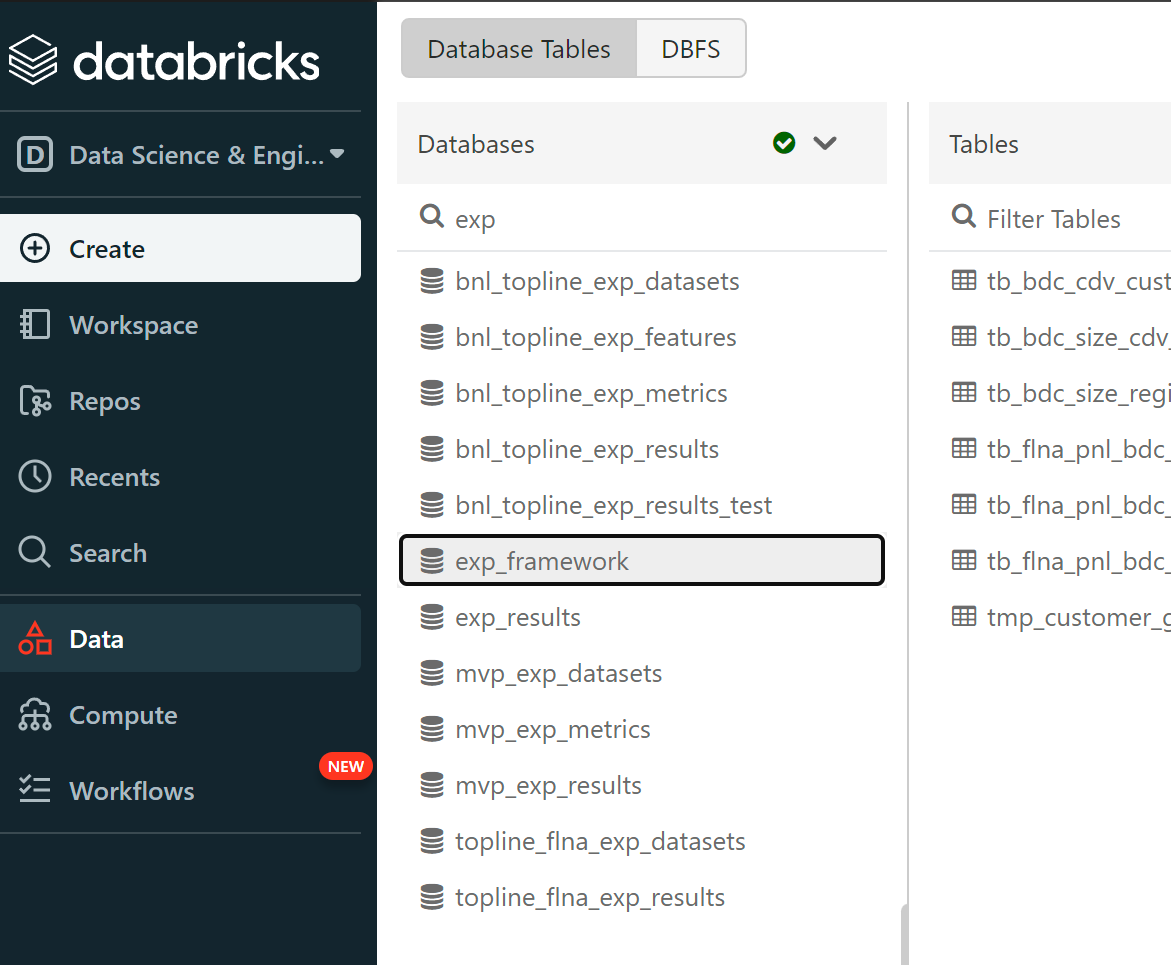 databricks
D Data Science & Engi...
Create
Workspace
Repos
Recents
Search
Data
Compute
NEW
Workflows
Database Tables
DBFS
Databases
exp
bnl_topline_exp_datasets
bnl_topline_exp_features
bnl_topline_exp_metrics
bnl_topline_exp_results
bnl_topline_exp_results_test
exp_framework
exp_results
mvp_exp_datasets
mvp_exp_metrics
mvp_exp_results
topline_flna_exp_datasets
topline_flna_exp_results
Tables
Filter Tables
tb_bdc_cdv_cust
tb_bdc_size_cdv_
tb_bdc_size_regi
tb_flna_pnl_bdc_
tb_flna_pnl_bdc_
tb_flna_pnl_bdc_
tmp_customer_g